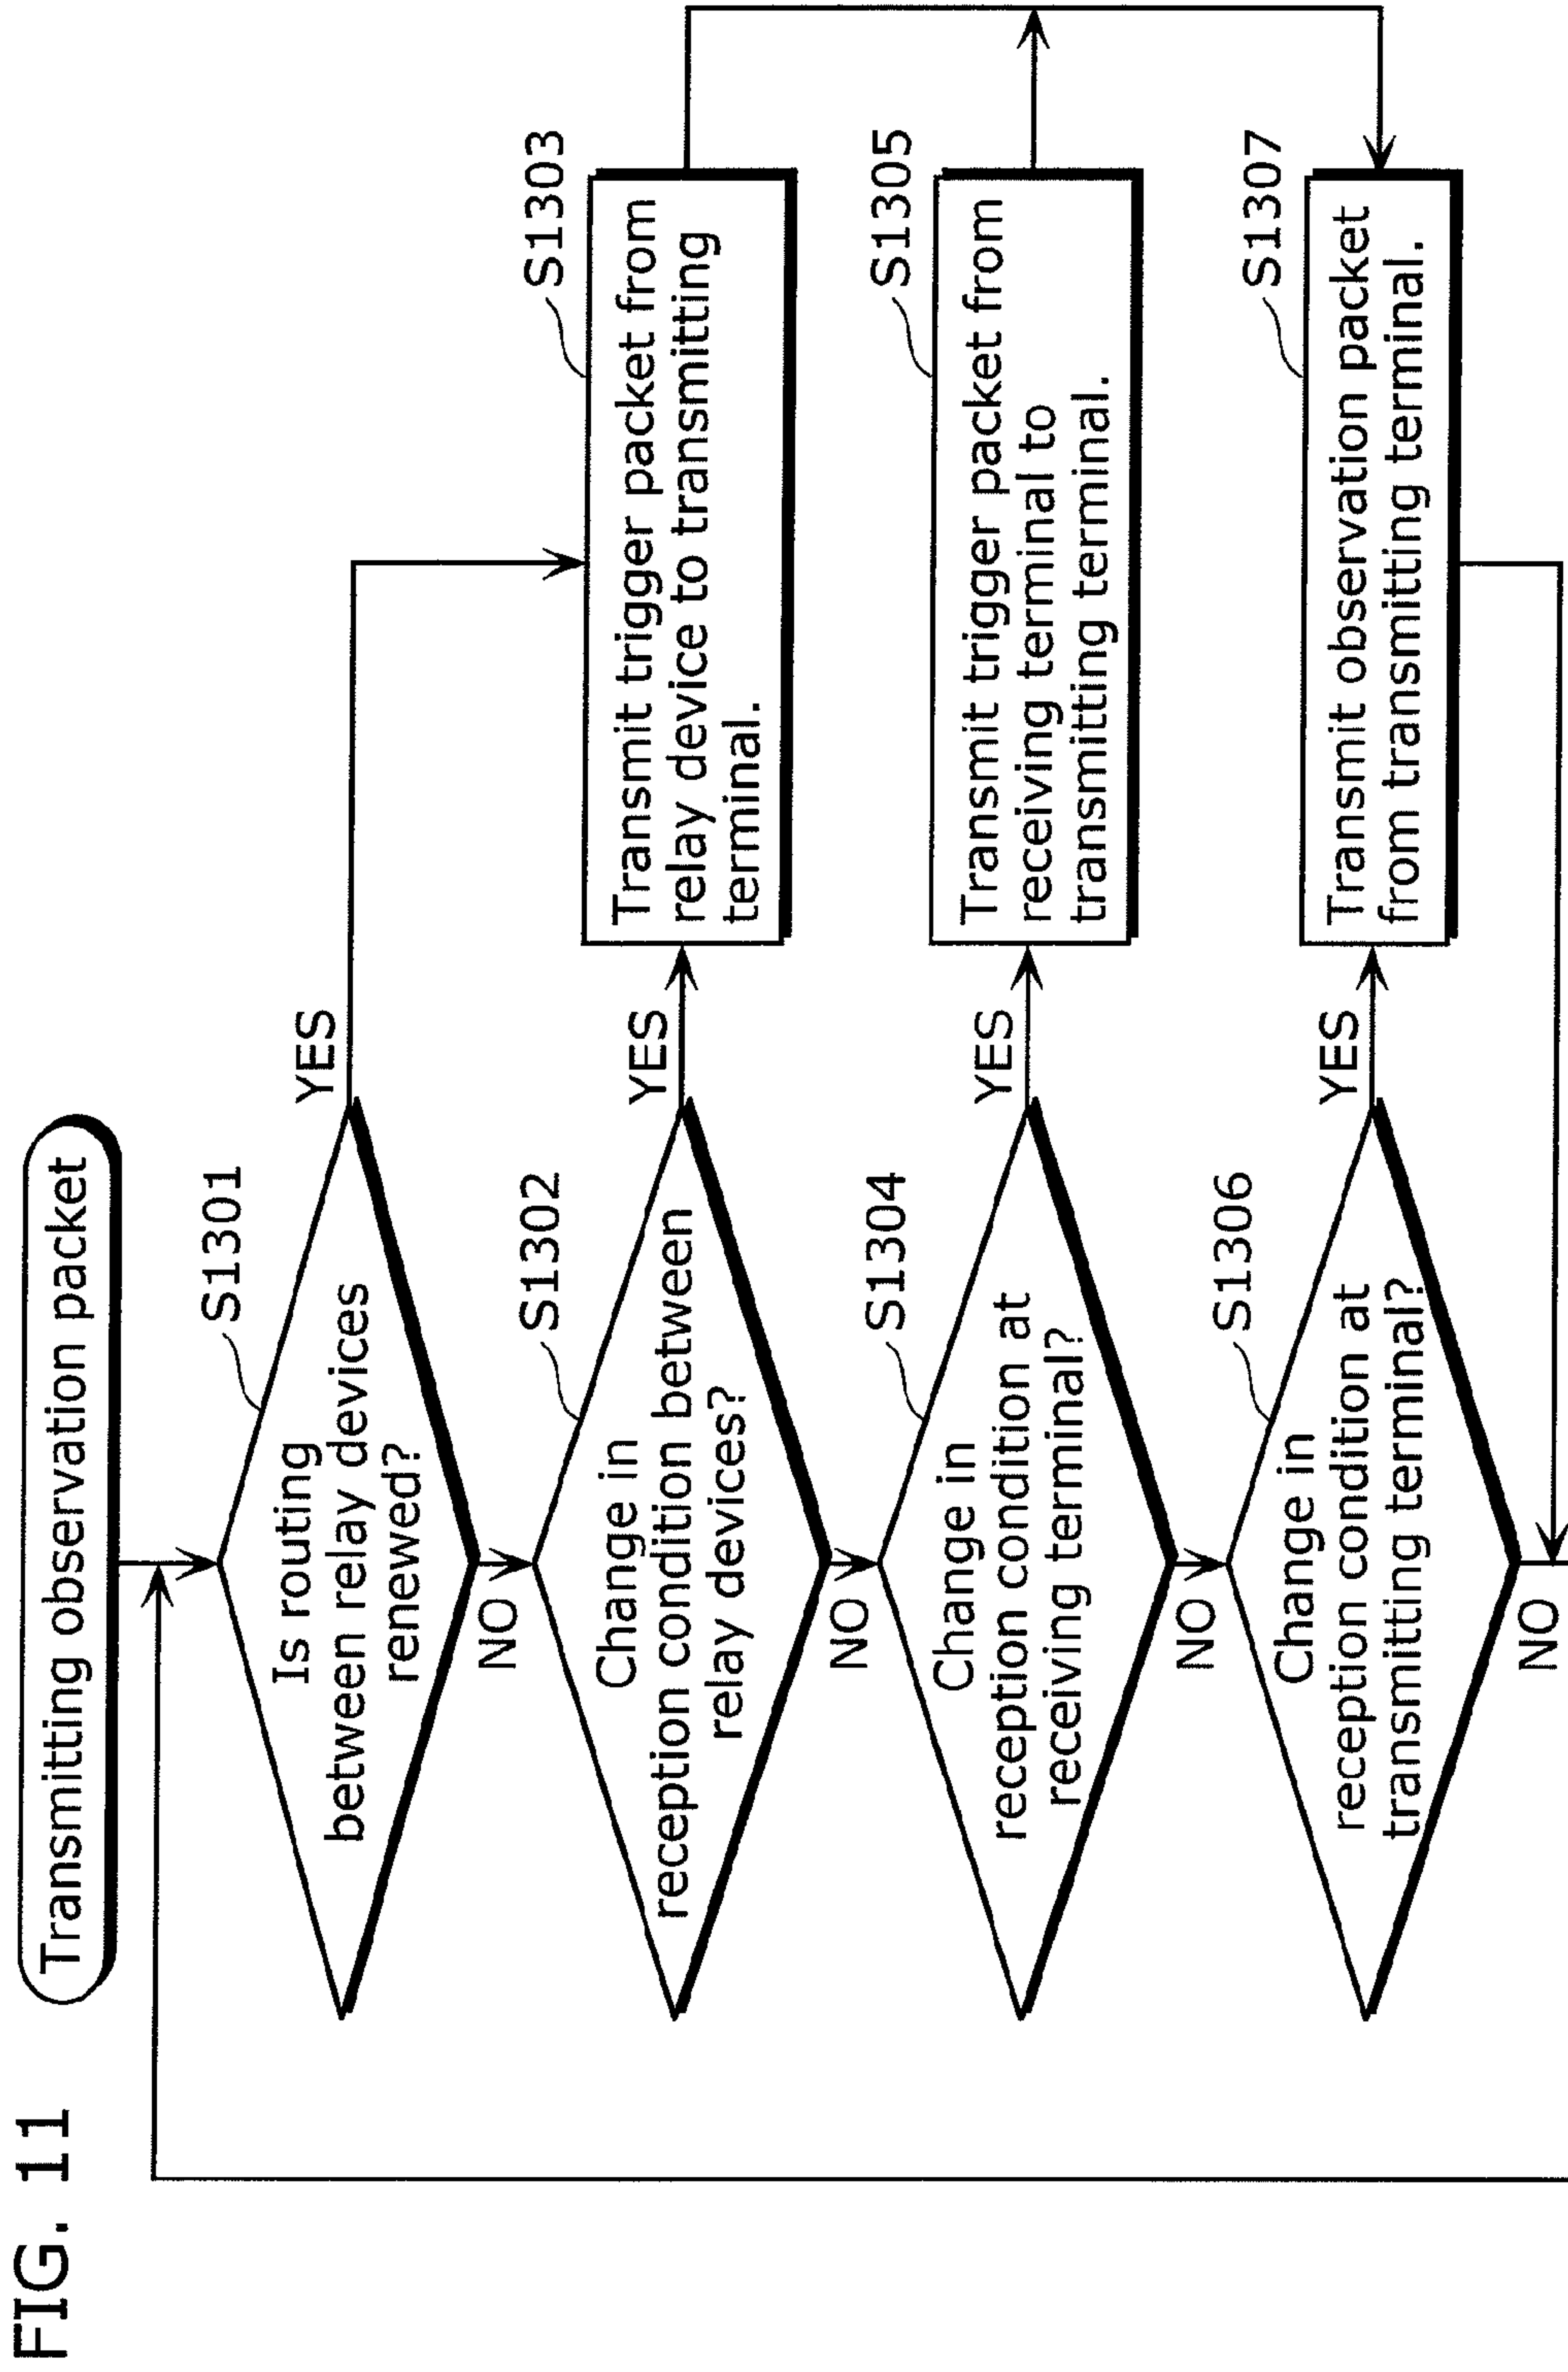 FIG. 11
Transmitting observation packet
S1301
Is routing
between relay devices
renewed?
YES
NO
S1302
Change in
reception condition between
relay devices?
YES
NO
S1303
Transmit trigger packet from
relay device to transmitting
terminal.
S1304
Change in
reception condition at
receiving terminal?
YES
NO
S1305
Transmit trigger packet from
receiving terminal to
transmitting terminal.
S1306
Change in
reception condition at
transmitting terminal?
YES
NO
S1307
Transmit observation packet
from transmitting terminal.